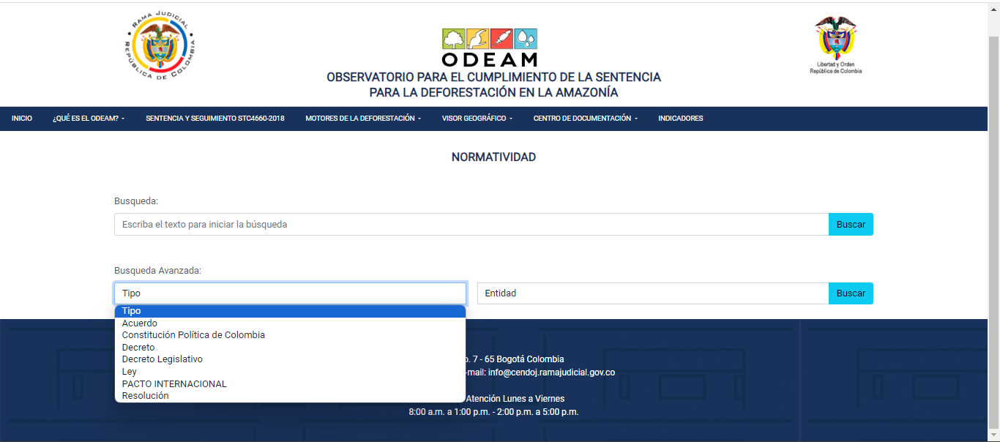 RAMA JUDICIAL
REPÚBLICA DE COLOMBIA
ODEAM
OBSERVATORIO PARA EL CUMPLIMIENTO DE LA SENTENCIA
PARA LA DEFORESTACIÓN EN LA AMAZONÍA
Libertad y Orden
República de Colombia
INICIO ¿QUÉ ES EL ODEAM? SENTENCIA Y SEGUIMIENTO STC4660-2018 MOTORES DE LA DEFORESTACIÓN VISOR GEOGRÁFICO CENTRO DE DOCUMENTACIÓN INDICADORES
NORMATIVIDAD
Busqueda:
Escriba el texto para iniciar la búsqueda Buscar
Busqueda Avanzada:
Tipo Entidad Buscar
Tipo
Acuerdo
Constitución Política de Colombia
Decreto
Decreto Legislativo
Ley
PACTO INTERNACIONAL
Resolución
o. 7 - 65 Bogotá Colombia
-mail: info@cendoj.ramajudicial.gov.co
Atención Lunes a Viernes
8:00 a.m. a 1:00 p.m. - 2:00 p.m. a 5:00 p.m.